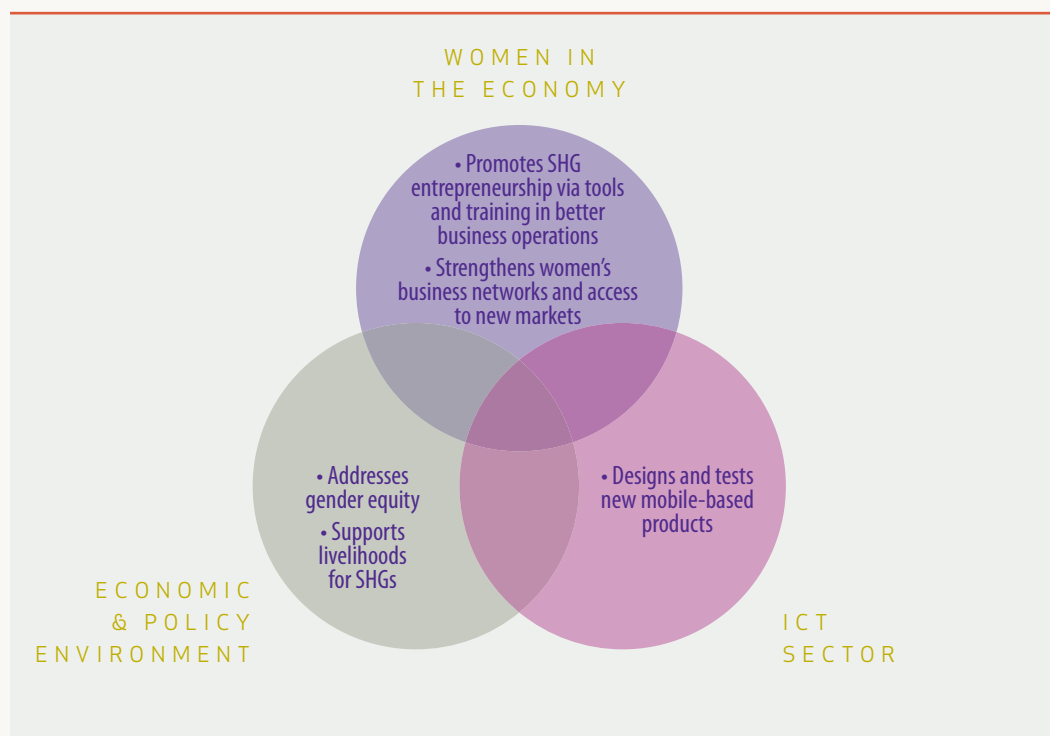 WOMEN IN
THE ECONOMY
• Promotes SHG
entrepreneurship via tools
and training in better
business operations
• Strengthens women’s
business networks and access
to new markets
• Addresses
gender equity
• Supports
livelihoods
for SHGs
• Designs and tests
new mobile-based
products
ECONOMIC
& POLICY
ENVIRONMENT
ICT
SECTOR